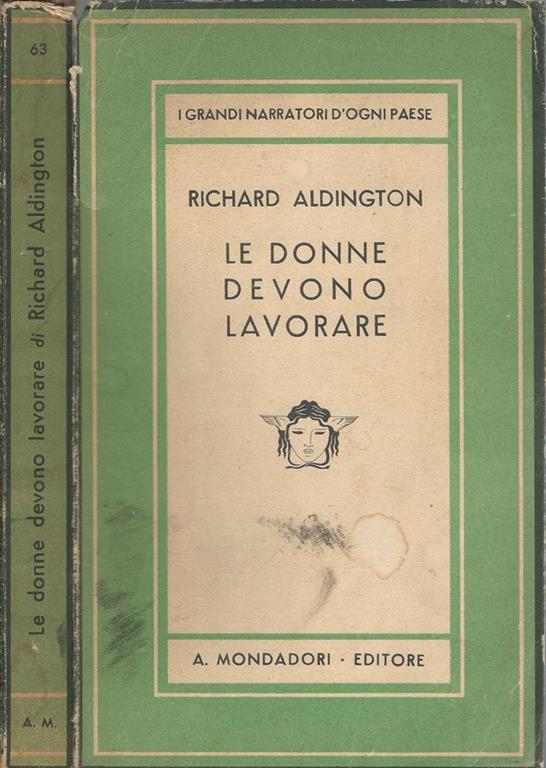 63
Le donne devono lavorare di Richard Aldington
A. M.
I GRANDI NARRATORI D'OGNI PAESE
RICHARD ALDINGTON
LE DONNE
DEVONO
LAVORARE
A. MONDADORI · EDITORE